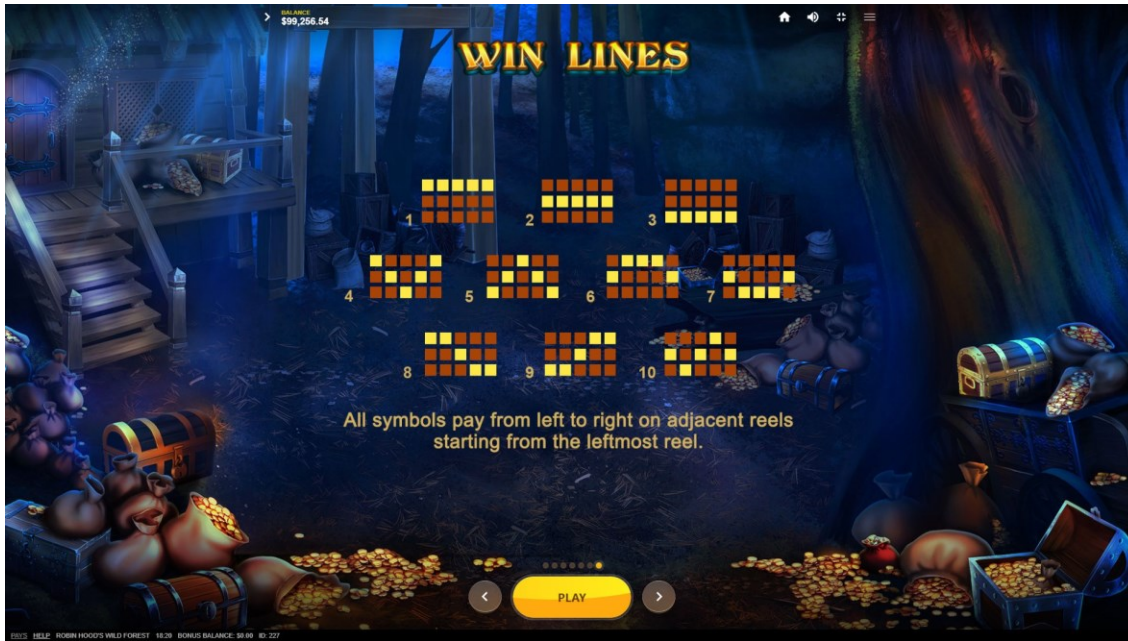 BALANCE
$99,256.54
WIN LINES
1 2 3
4 5 6 7
8 9 10
All symbols pay from left to right on adjacent reels
starting from the leftmost reel.
PLAY
PAYS HELP ROBIN HOOD'S WILD FOREST 18:29 BONUS BALANCE: $0.00 ID: 227